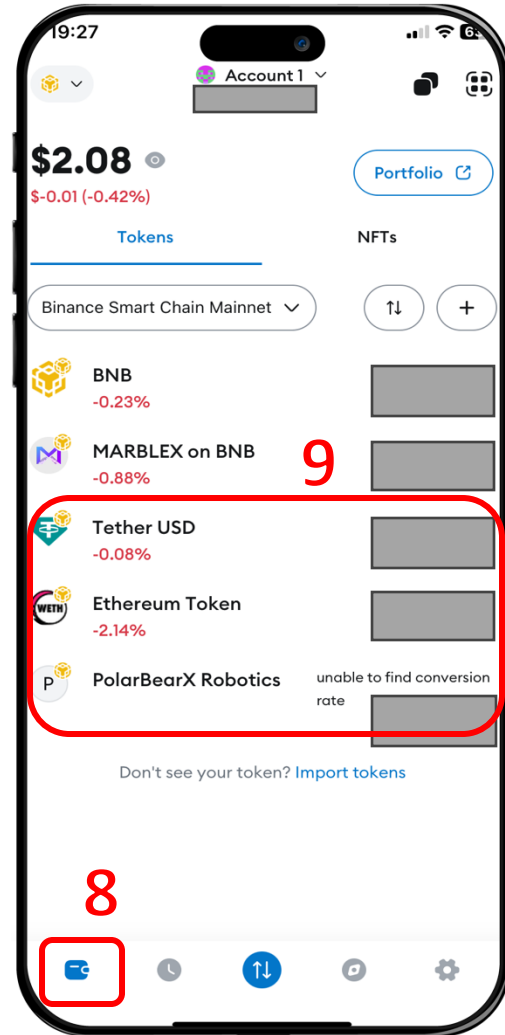 19:27
Account 1
$2.08
Portfolio
$-0.01 (-0.42%)
Tokens
NFTs
Binance Smart Chain Mainnet
BNB
-0.23%
MARBLEX on BNB
-0.88%
9
Tether USD
-0.08%
WETH
Ethereum Token
-2.14%
P
PolarBearX Robotics
unable to find conversion
rate
Don't see your token? Import tokens
8